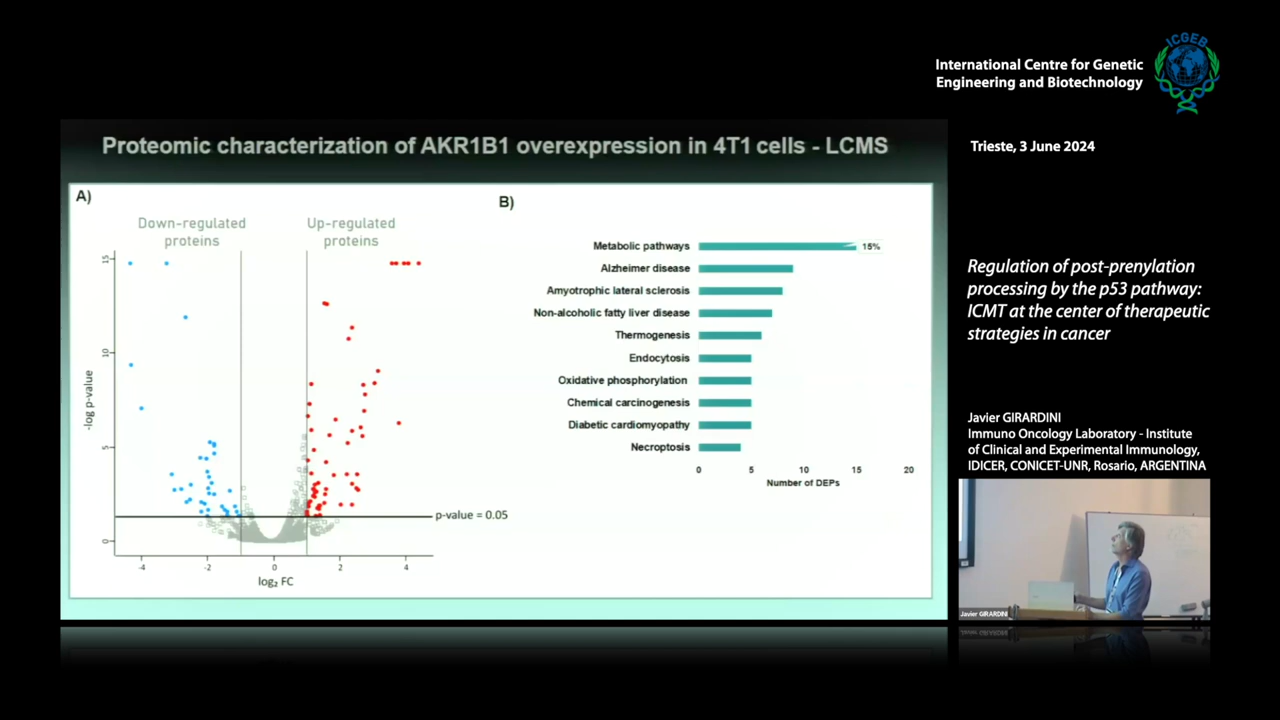 ICGEB
International Centre for Genetic
Engineering and Biotechnology
Trieste, 3 June 2024
Proteomic characterization of AKR1B1 overexpression in 4T1 cells - LCMS
A)
Down-regulated
proteins
Up-regulated
proteins
-log p-value
15
10
5
0
p-value = 0.05
-4
-2
0
2
4
log₂ FC
B)
Metabolic pathways
15%
Alzheimer disease
Amyotrophic lateral sclerosis
Non-alcoholic fatty liver disease
Thermogenesis
Endocytosis
Oxidative phosphorylation
Chemical carcinogenesis
Diabetic cardiomyopathy
Necroptosis
0
5
10
15
20
Number of DEPs
Regulation of post-prenylation
processing by the p53 pathway:
ICMT at the center of therapeutic
strategies in cancer
Javier GIRARDINI
Immuno Oncology Laboratory - Institute
of Clinical and Experimental Immunology,
IDICER, CONICET-UNR, Rosario, ARGENTINA
Javier GIRARDINI